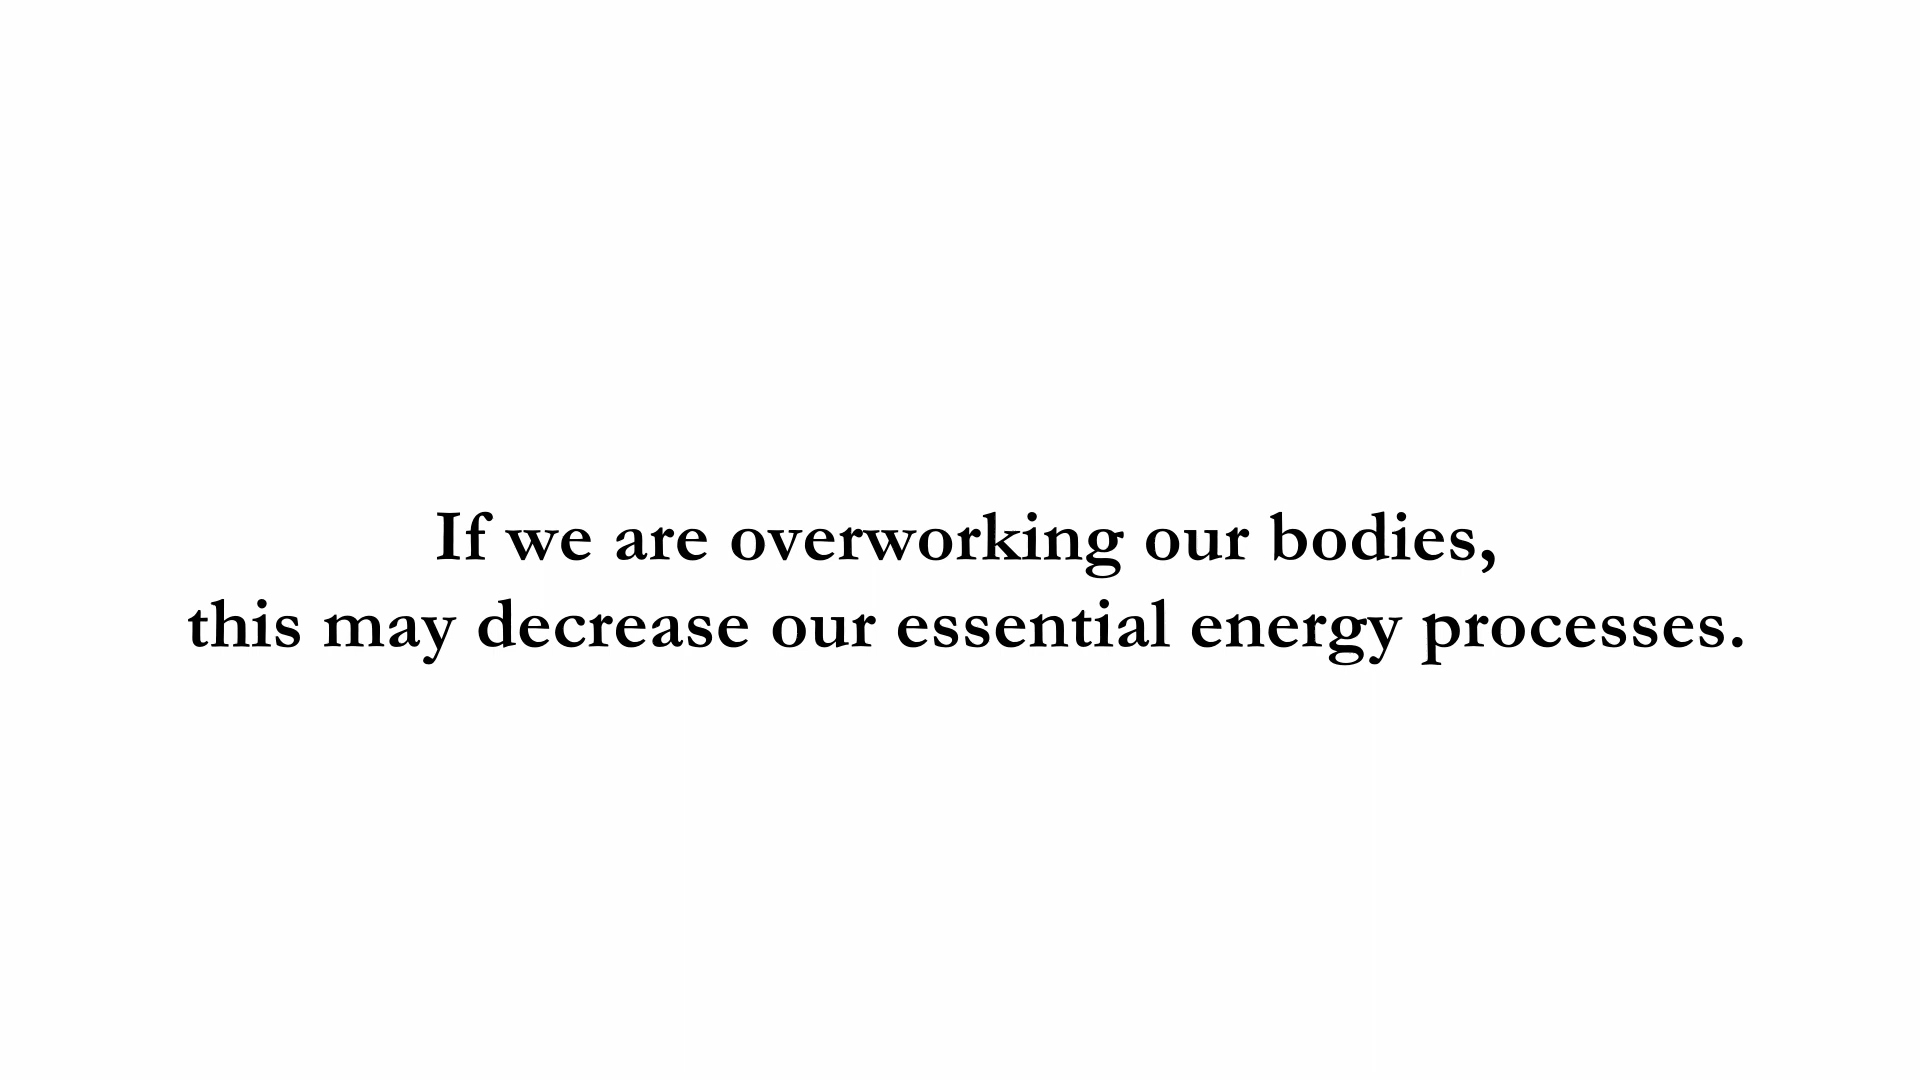 If we are overworking our bodies,
this may decrease our essential energy processes.